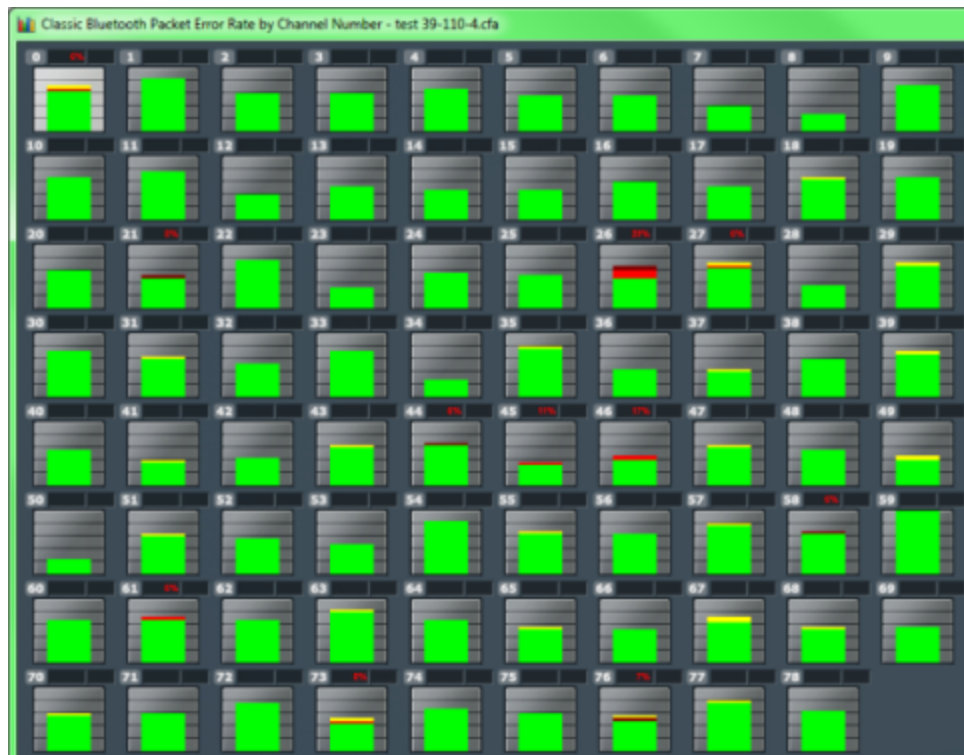 Classic Bluetooth Packet Error Rate by Channel Number - test 39-110-4.cfa
0 1 2 3 4 5 6 7 8 9
10 11 12 13 14 15 16 17 18 19
20 21 22 23 24 25 26 27 28 29
30 31 32 33 34 35 36 37 38 39
40 41 42 43 44 45 11% 46 17% 47 48 49
50 51 52 53 54 55 56 57 58 59
60 61 62 63 64 65 66 67 68 69
70 71 72 73 74 75 76 7% 77 78